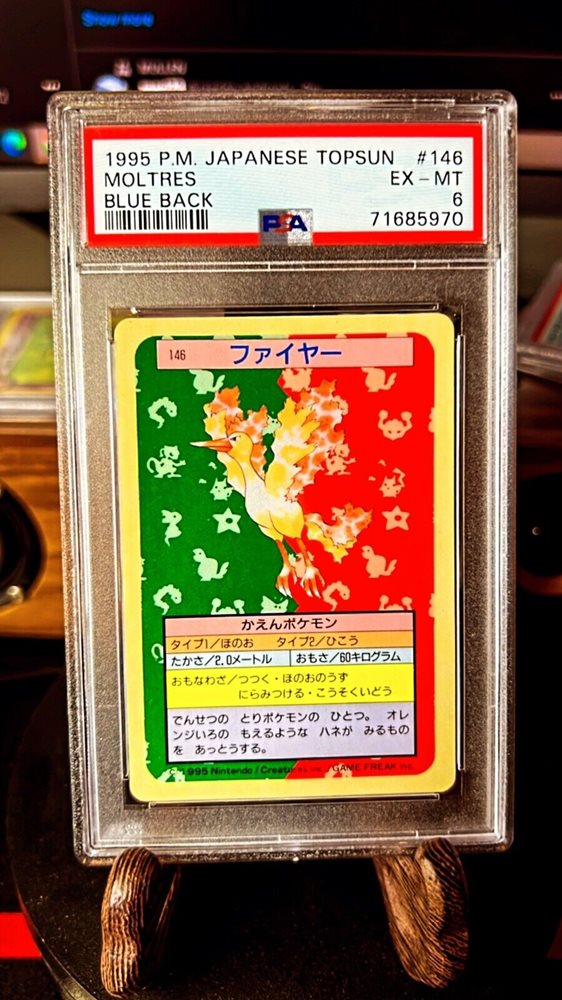 Show more
1995 P.M. JAPANESE TOPSUN #146
MOLTRES EX - MT
BLUE BACK 6
PSA 71685970
146 ファイヤー
かえんポケモン
タイプ1/ほのお タイプ2/ひこう
たかさ/2.0メートル おもさ/60キログラム
おもなわざ/つつく・ほのおのうず
にらみつける・こうそくいどう
でんせつの とりポケモンの ひとつ。 オレ
ンジいろの もえるような ハネが みるもの
を あっとうする。
© 1995 Nintendo/Creatures inc./GAME FREAK inc.